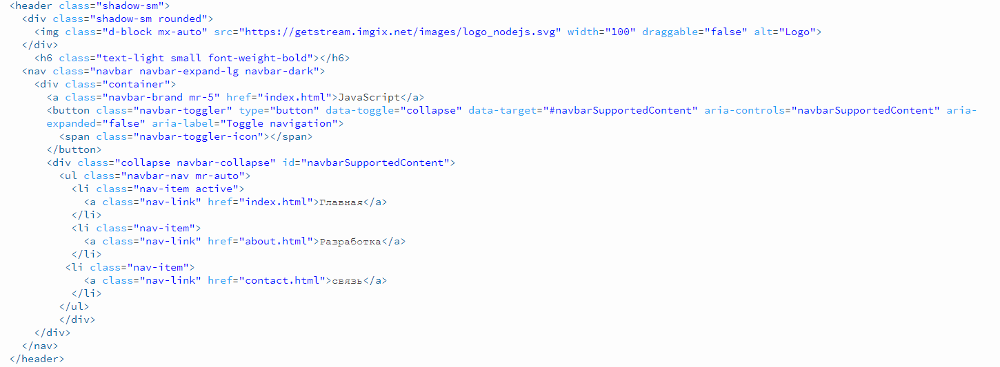 <header class="shadow-sm">
<div class="shadow-sm rounded">
<img class="d-block mx-auto" src="https://getstream.imgix.net/images/logo_nodejs.svg" width="100" draggable="false" alt="Logo">
</div>
<h6 class="text-light small font-weight-bold"></h6>
<nav class="navbar navbar-expand-lg navbar-dark">
<div class="container">
<a class="navbar-brand mr-5" href="index.html">JavaScript</a>
<button class="navbar-toggler" type="button" data-toggle="collapse" data-target="#navbarSupportedContent" aria-controls="navbarSupportedContent" aria-
expanded="false" aria-label="Toggle navigation">
<span class="navbar-toggler-icon"></span>
</button>
<div class="collapse navbar-collapse" id="navbarSupportedContent">
<ul class="navbar-nav mr-auto">
<li class="nav-item active">
<a class="nav-link" href="index.html">Главная</a>
</li>
<li class="nav-item">
<a class="nav-link" href="about.html">Разработка</a>
</li>
<li class="nav-item">
<a class="nav-link" href="contact.html">связь</a>
</li>
</ul>
</div>
</div>
</nav>
</header>